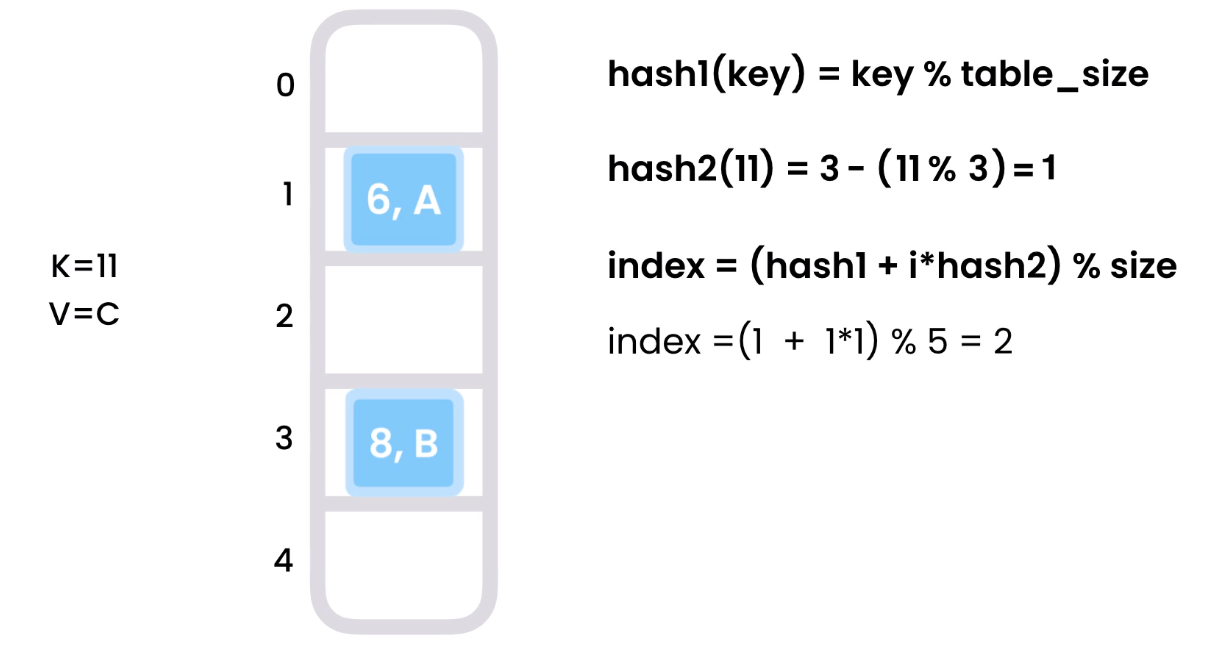 K=11
V=C
0
1
6, A
2
3
8, B
4
hash1(key) = key % table_size
hash2(11) = 3 - (11 % 3) = 1
index = (hash1 + i*hash2) % size
index =(1 + 1*1) % 5 = 2